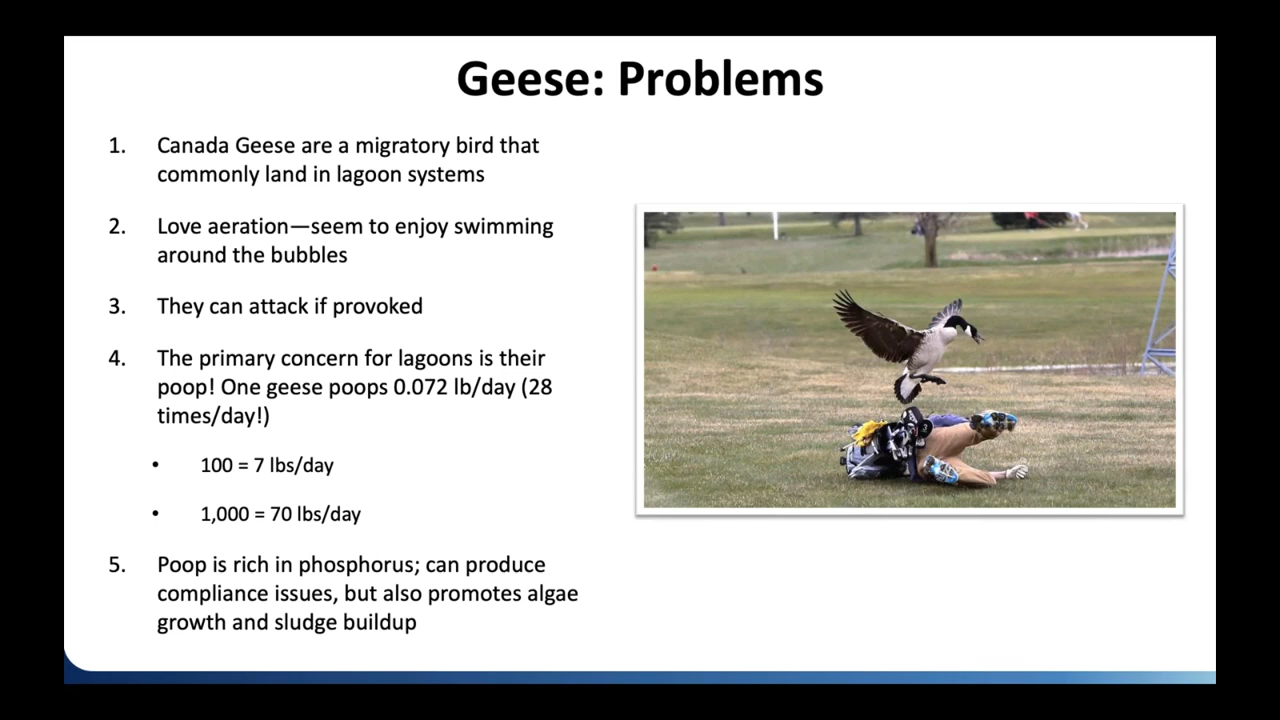 Geese: Problems
1. Canada Geese are a migratory bird that
commonly land in lagoon systems
2. Love aeration—seem to enjoy swimming
around the bubbles
3. They can attack if provoked
4. The primary concern for lagoons is their
poop! One geese poops 0.072 lb/day (28
times/day!)
• 100 = 7 lbs/day
• 1,000 = 70 lbs/day
5. Poop is rich in phosphorus; can produce
compliance issues, but also promotes algae
growth and sludge buildup